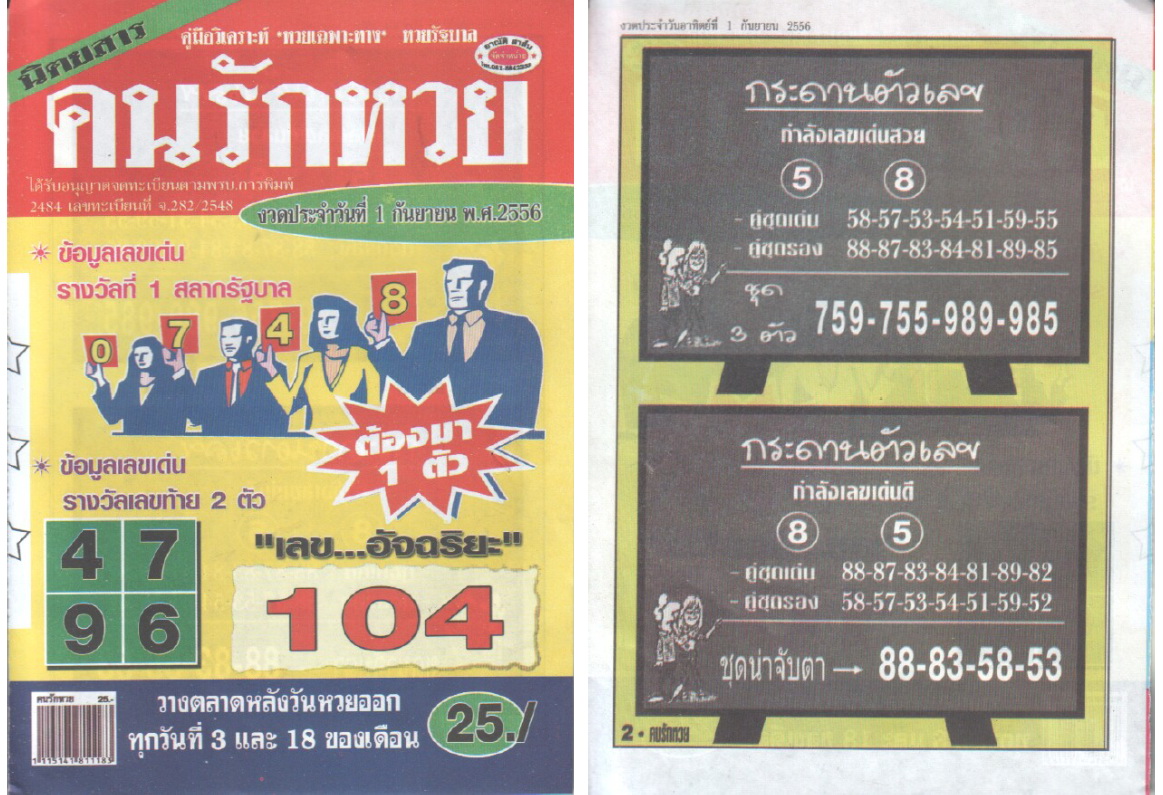 นิตยสาร
คู่มือวิเคราะห์ "หวยเฉพาะทาง" หวยรัฐบาล
คนรักหวย
ได้รับอนุญาตจดทะเบียนตามพรบ.การพิมพ์
2484 เลขทะเบียนที่ จ.282/2548
งวดประจำวันที่ 1 กันยายน พ.ศ.2556
ข้อมูลเลขเด่น
รางวัลที่ 1 สลากรัฐบาล
0 7 4 8
ต้องมา
1 ตัว
ข้อมูลเลขเด่น
รางวัลเลขท้าย 2 ตัว
4 7
9 6
"เลข...อัจฉริยะ"
104
คนรักหวย 25.-
วางตลาดหลังวันหวยออก
ทุกวันที่ 3 และ 18 ของเดือน
25./
งวดประจำวันอาทิตย์ที่ 1 กันยายน 2556
กระดานตัวเลข
กำลังเลขเด่นสวย
5 8
- คู่ชุดเด่น 58-57-53-54-51-59-55
- คู่ชุดรอง 88-87-83-84-81-89-85
ชุด
3 ตัว 759-755-989-985
กระดานตัวเลข
กำลังเลขเด่นดี
8 5
- คู่ชุดเด่น 88-87-83-84-81-89-82
- คู่ชุดรอง 58-57-53-54-51-59-52
ชุดน่าจับตา → 88-83-58-53
2 • คนรักหวย